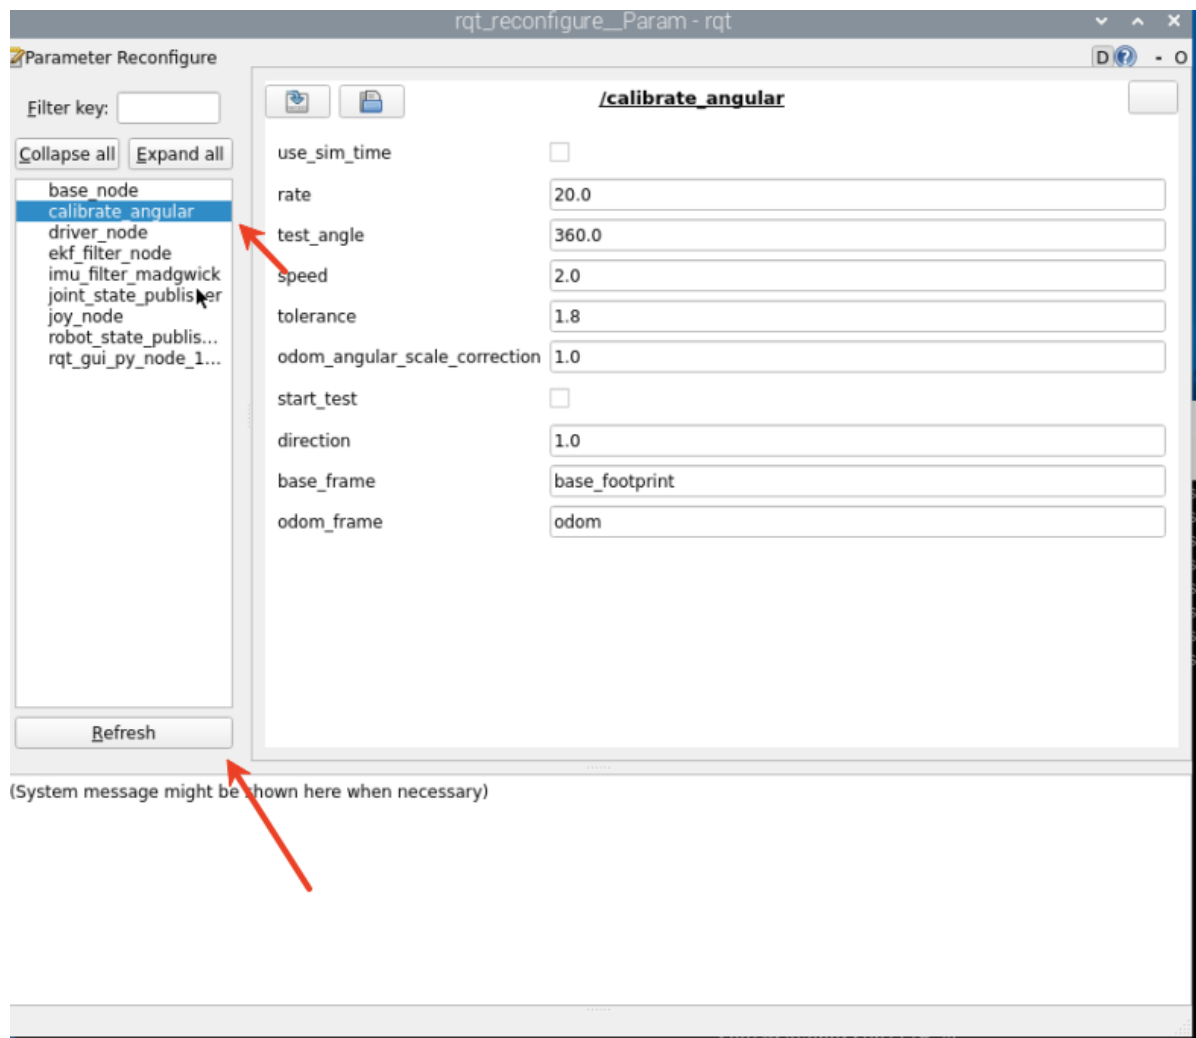 rqt_reconfigure__Param - rqt
Parameter Reconfigure
D - O
Filter key:
Collapse all Expand all
base_node
calibrate_angular
driver_node
ekf_filter_node
imu_filter_madgwick
joint_state_publisher
joy_node
robot_state_publis...
rqt_gui_py_node_1...
Refresh
/calibrate_angular
use_sim_time
rate 20.0
test_angle 360.0
speed 2.0
tolerance 1.8
odom_angular_scale_correction 1.0
start_test
direction 1.0
base_frame base_footprint
odom_frame odom
(System message might be shown here when necessary)